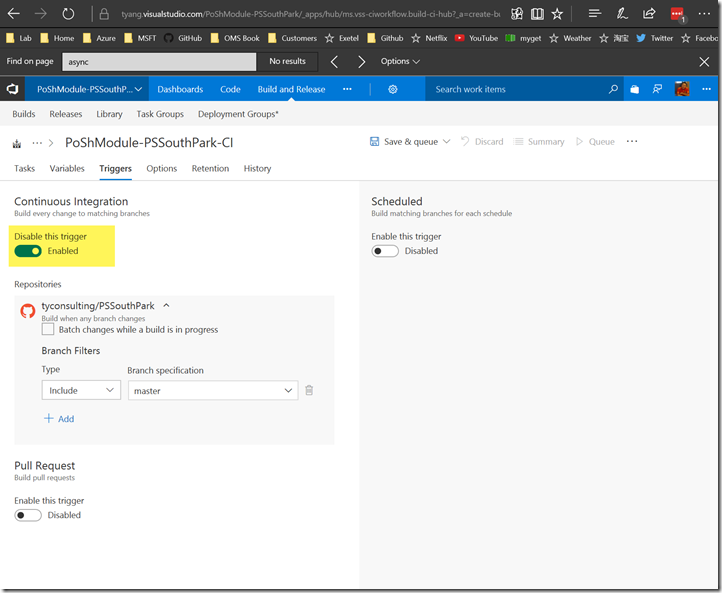 tyang.visualstudio.com/PoShModule-PSSouthPark/_apps/hub/ms.vss-ciworkflow.build-ci-hub?_a=create-bu
1
Lab Home Azure MSFT GitHub OMS Book Customers Exetel Github Netflix YouTube myget Weather 淘宝 Twitter Facebo
Find on page async No results Options
PoShModule-PSSouthP... Dashboards Code Build and Release ... Search work items
Builds Releases Library Task Groups Deployment Groups*
... PoShModule-PSSouthPark-CI Save & queue Discard Summary Queue ...
Tasks Variables Triggers Options Retention History
Continuous Integration
Build every change to matching branches
Disable this trigger
Enabled
Repositories
tyconsulting/PSSouthPark
Build when any branch changes
Batch changes while a build is in progress
Branch Filters
Type Branch specification
Include master
+ Add
Pull Request
Build pull requests
Enable this trigger
Disabled
Scheduled
Build matching branches for each schedule
Enable this trigger
Disabled